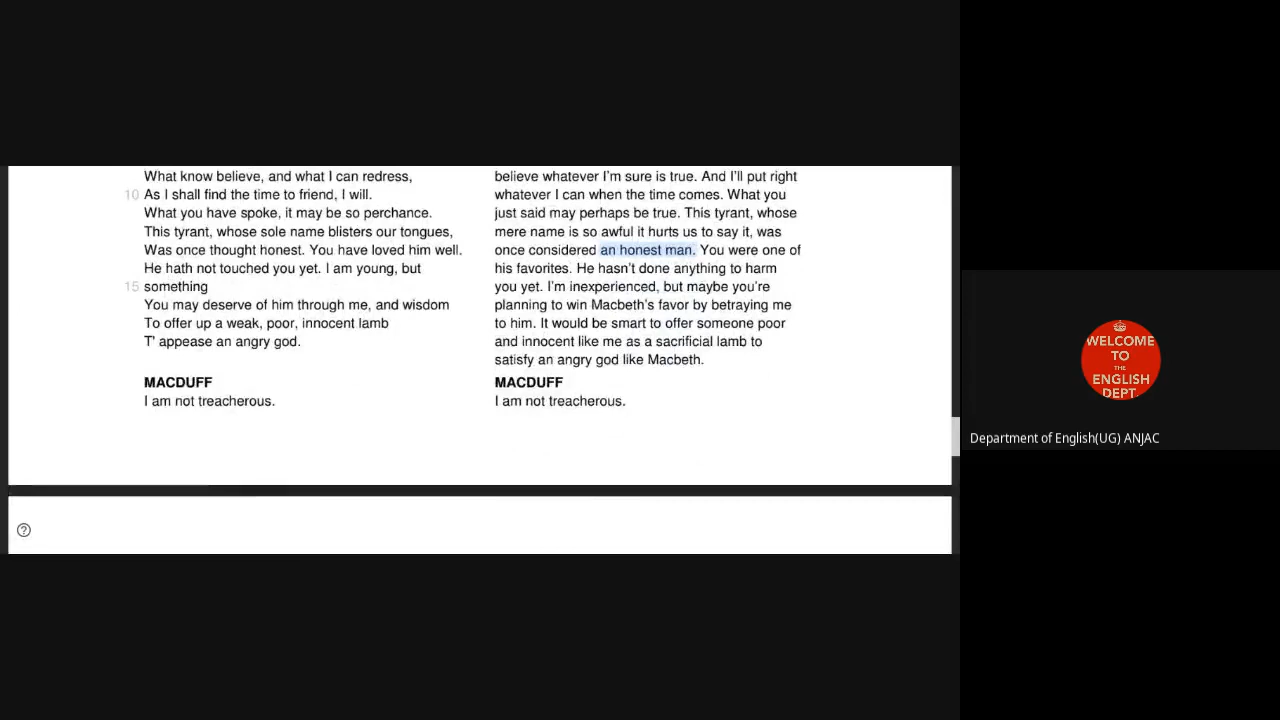 What know believe, and what I can redress,
10 As I shall find the time to friend, I will.
What you have spoke, it may be so perchance.
This tyrant, whose sole name blisters our tongues,
Was once thought honest. You have loved him well.
He hath not touched you yet. I am young, but
15 something
You may deserve of him through me, and wisdom
To offer up a weak, poor, innocent lamb
T' appease an angry god.
MACDUFF
I am not treacherous.
believe whatever I'm sure is true. And I'll put right
whatever I can when the time comes. What you
just said may perhaps be true. This tyrant, whose
mere name is so awful it hurts us to say it, was
once considered an honest man. You were one of
his favorites. He hasn't done anything to harm
you yet. I'm inexperienced, but maybe you're
planning to win Macbeth's favor by betraying me
to him. It would be smart to offer someone poor
and innocent like me as a sacrificial lamb to
satisfy an angry god like Macbeth.
MACDUFF
I am not treacherous.
WELCOME
TO
THE
ENGLISH
DEPT.
Department of English(UG) ANJAC